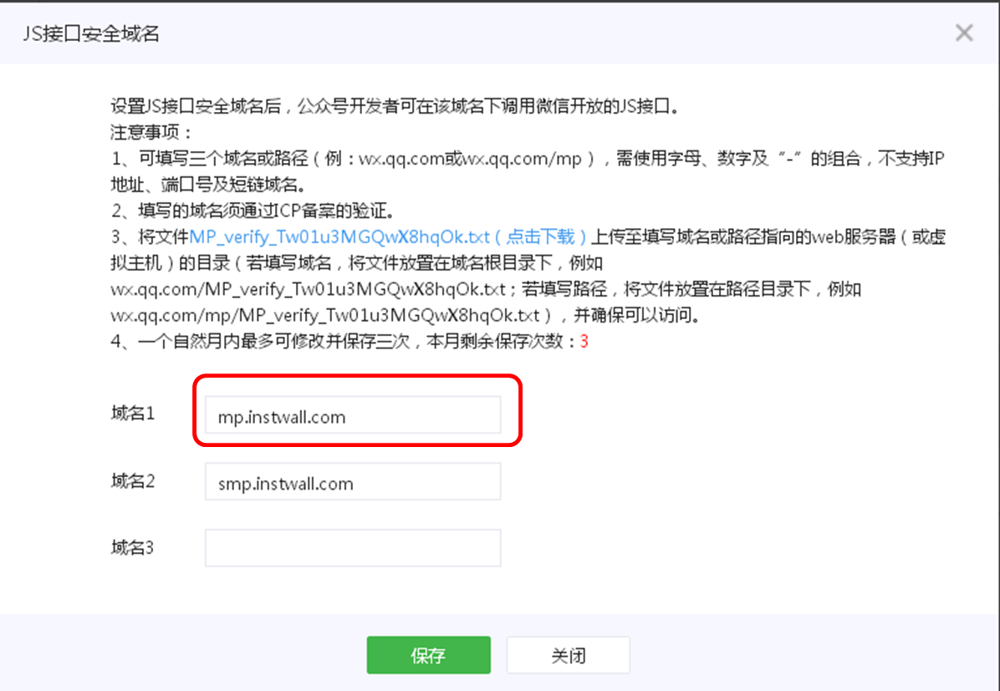 JS接口安全域名
设置JS接口安全域名后，公众号开发者可在该域名下调用微信开放的JS接口。
注意事项：
1、可填写三个域名或路径（例：wx.qq.com或wx.qq.com/mp），需使用字母、数字及“-”的组合，不支持IP
地址、端口号及短链域名。
2、填写的域名须通过ICP备案的验证。
3、将文件MP_verify_Tw01u3MGQwX8hqOk.txt（点击下载）上传至填写域名或路径指向的web服务器（或虚
拟主机）的目录（若填写域名，将文件放置在域名根目录下，例如
wx.qq.com/MP_verify_Tw01u3MGQwX8hqOk.txt；若填写路径，将文件放置在路径目录下，例如
wx.qq.com/mp/MP_verify_Tw01u3MGQwX8hqOk.txt），并确保可以访问。
4、一个自然月内最多可修改并保存三次，本月剩余保存次数：3
域名1 mp.instwall.com
域名2 smp.instwall.com
域名3
保存 关闭